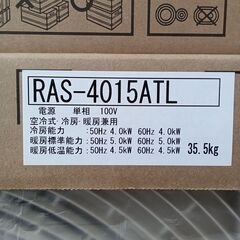 RAS-4015ATL
電源　単相　100V
空冷式・冷房・暖房兼用
冷房能力　：50Hz 4.0kW 60Hz 4.0kW
暖房標準能力：50Hz 5.0kW 60Hz 5.0kW
暖房低温能力：50Hz 4.5kW 60Hz 4.5kW　35.5kg